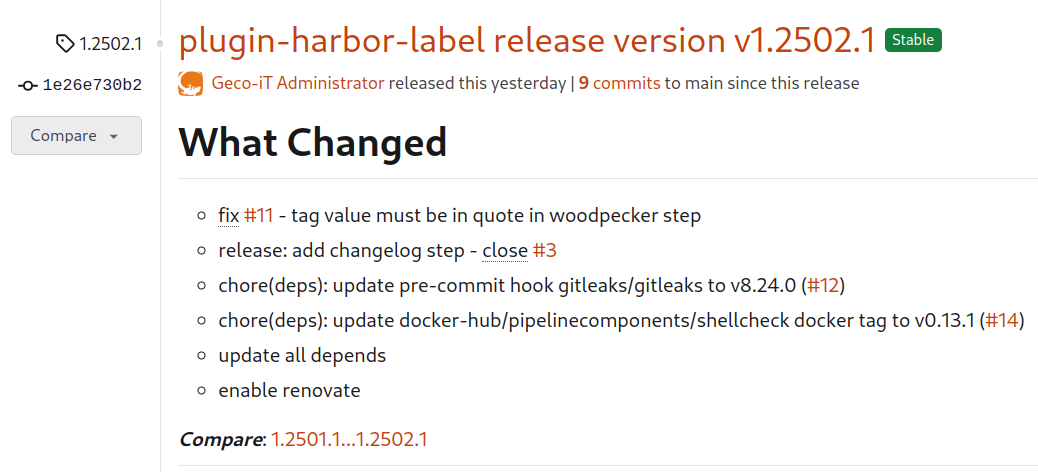 1.2502.1
1e26e730b2
Compare
plugin-harbor-label release version v1.2502.1 Stable
Geco-iT Administrator released this yesterday | 9 commits to main since this release
What Changed
fix #11 - tag value must be in quote in woodpecker step
release: add changelog step - close #3
chore(deps): update pre-commit hook gitleaks/gitleaks to v8.24.0 (#12)
chore(deps): update docker-hub/pipelinecomponents/shellcheck docker tag to v0.13.1 (#14)
update all depends
enable renovate
Compare: 1.2501.1...1.2502.1